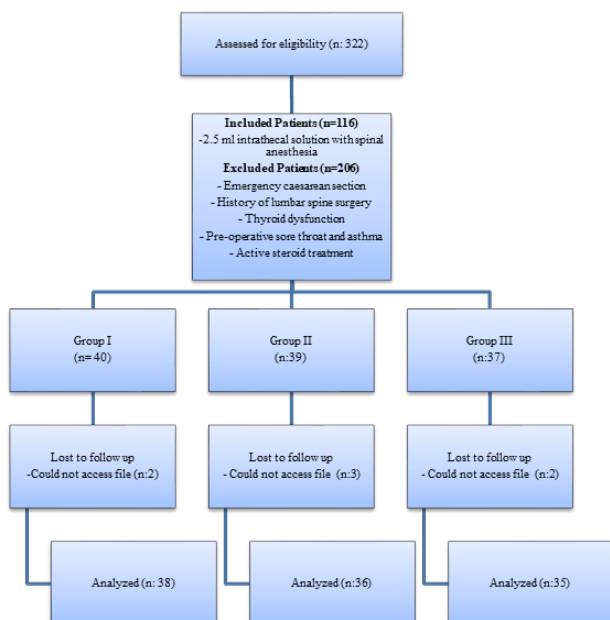 Assessed for eligibility (n: 322)
Included Patients (n=116)
-2.5 ml intrathecal solution with spinal
anesthesia
Excluded Patients (n=206)
- Emergency caesarean section
- History of lumbar spine surgery
- Thyroid dysfunction
- Pre-operative sore throat and asthma
- Active steroid treatment
Group I
(n= 40)
Group II
(n:39)
Group III
(n:37)
Lost to follow up
-Could not access file (n:2)
Lost to follow up
- Could not access file (n:3)
Lost to follow up
- Could not access file (n:2)
Analyzed (n: 38)
Analyzed (n:36)
Analyzed (n:35)